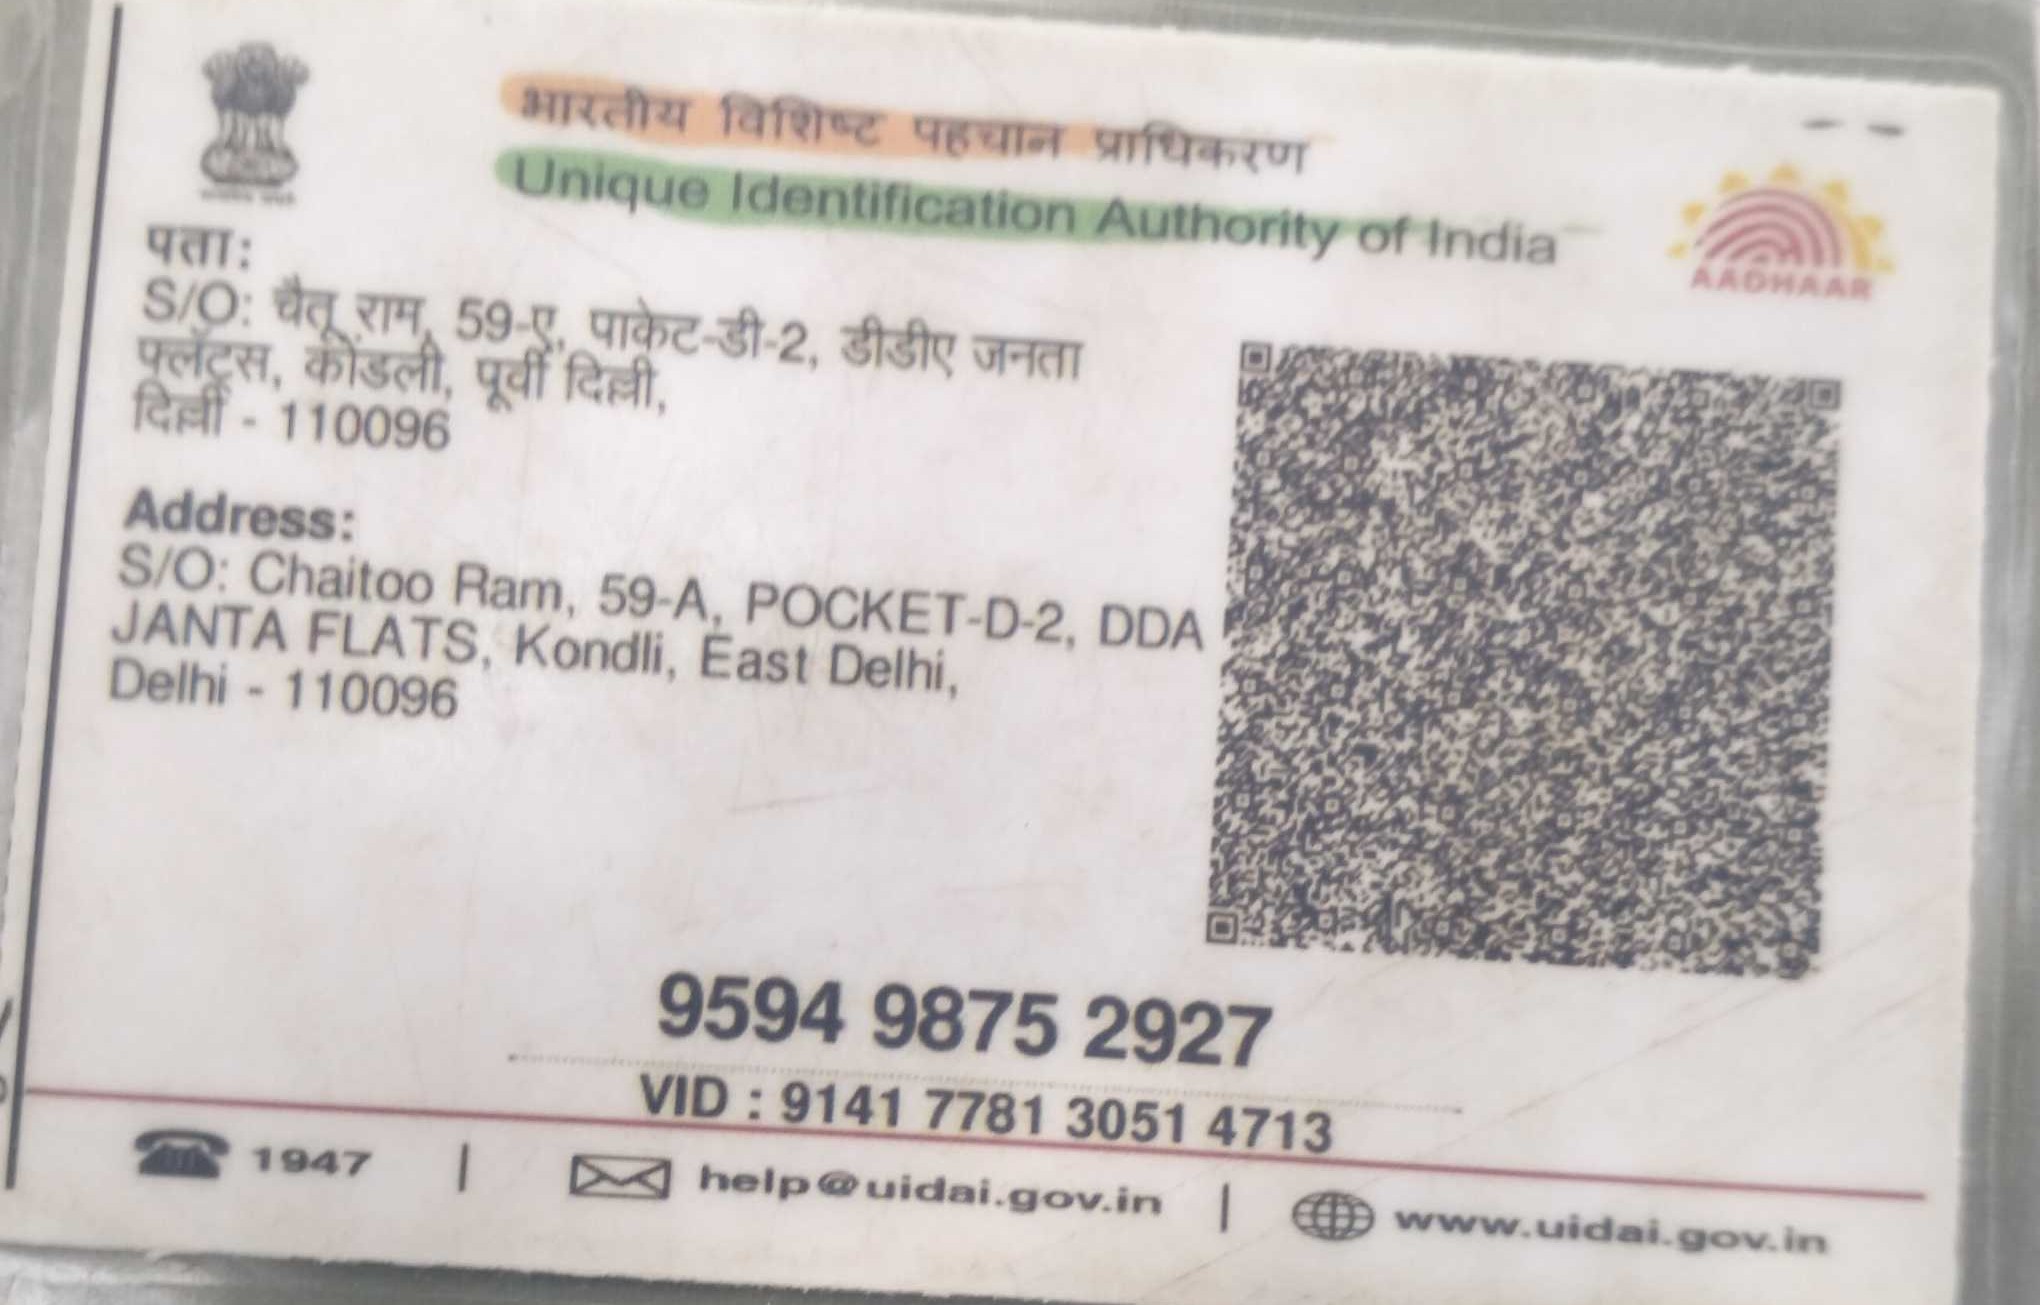 भारतीय विशिष्ट पहचान प्राधिकरण
Unique Identification Authority of India
AADHAAR
पता:
S/O: चैतू राम, 59-ए, पाकेट-डी-2, डीडीए जनता
फ्लॅट्स, कोंडली, पूर्वी दिल्ली,
दिल्ली - 110096
Address:
S/O: Chaitoo Ram, 59-A, POCKET-D-2, DDA
JANTA FLATS, Kondli, East Delhi,
Delhi - 110096
9594 9875 2927
VID : 9141 7781 3051 4713
1947 | help@uidai.gov.in | www.uidai.gov.in